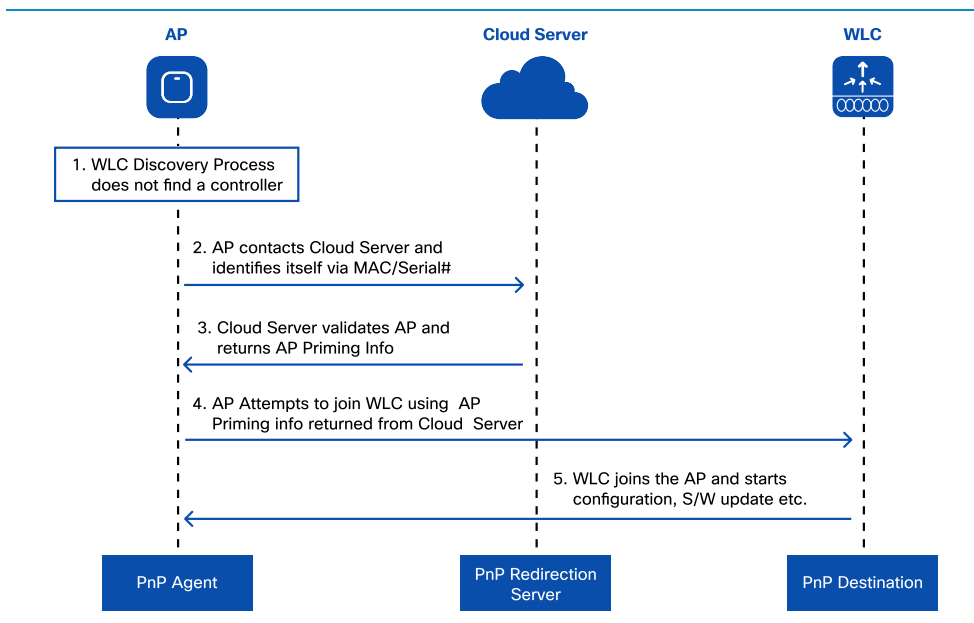 AP
Cloud Server
WLC
1. WLC Discovery Process
does not find a controller
2. AP contacts Cloud Server and
identifies itself via MAC/Serial#
3. Cloud Server validates AP and
returns AP Priming Info
4. AP Attempts to join WLC using AP
Priming info returned from Cloud Server
5. WLC joins the AP and starts
configuration, S/W update etc.
PnP Agent
PnP Redirection
Server
PnP Destination